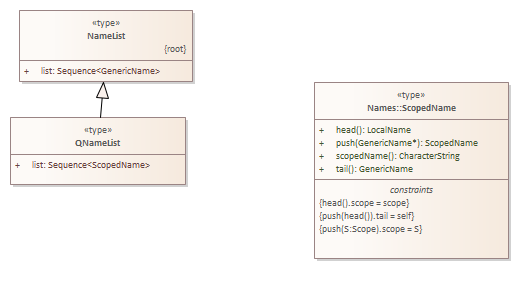 «type»
NameList
{root}
+ list: Sequence<GenericName>
«type»
QNameList
+ list: Sequence<ScopedName>
«type»
Names::ScopedName
+ head(): LocalName
+ push(GenericName*): ScopedName
+ scopedName(): CharacterString
+ tail(): GenericName
constraints
{head().scope = scope}
{push(head()).tail = self}
{push(S:Scope).scope = S}